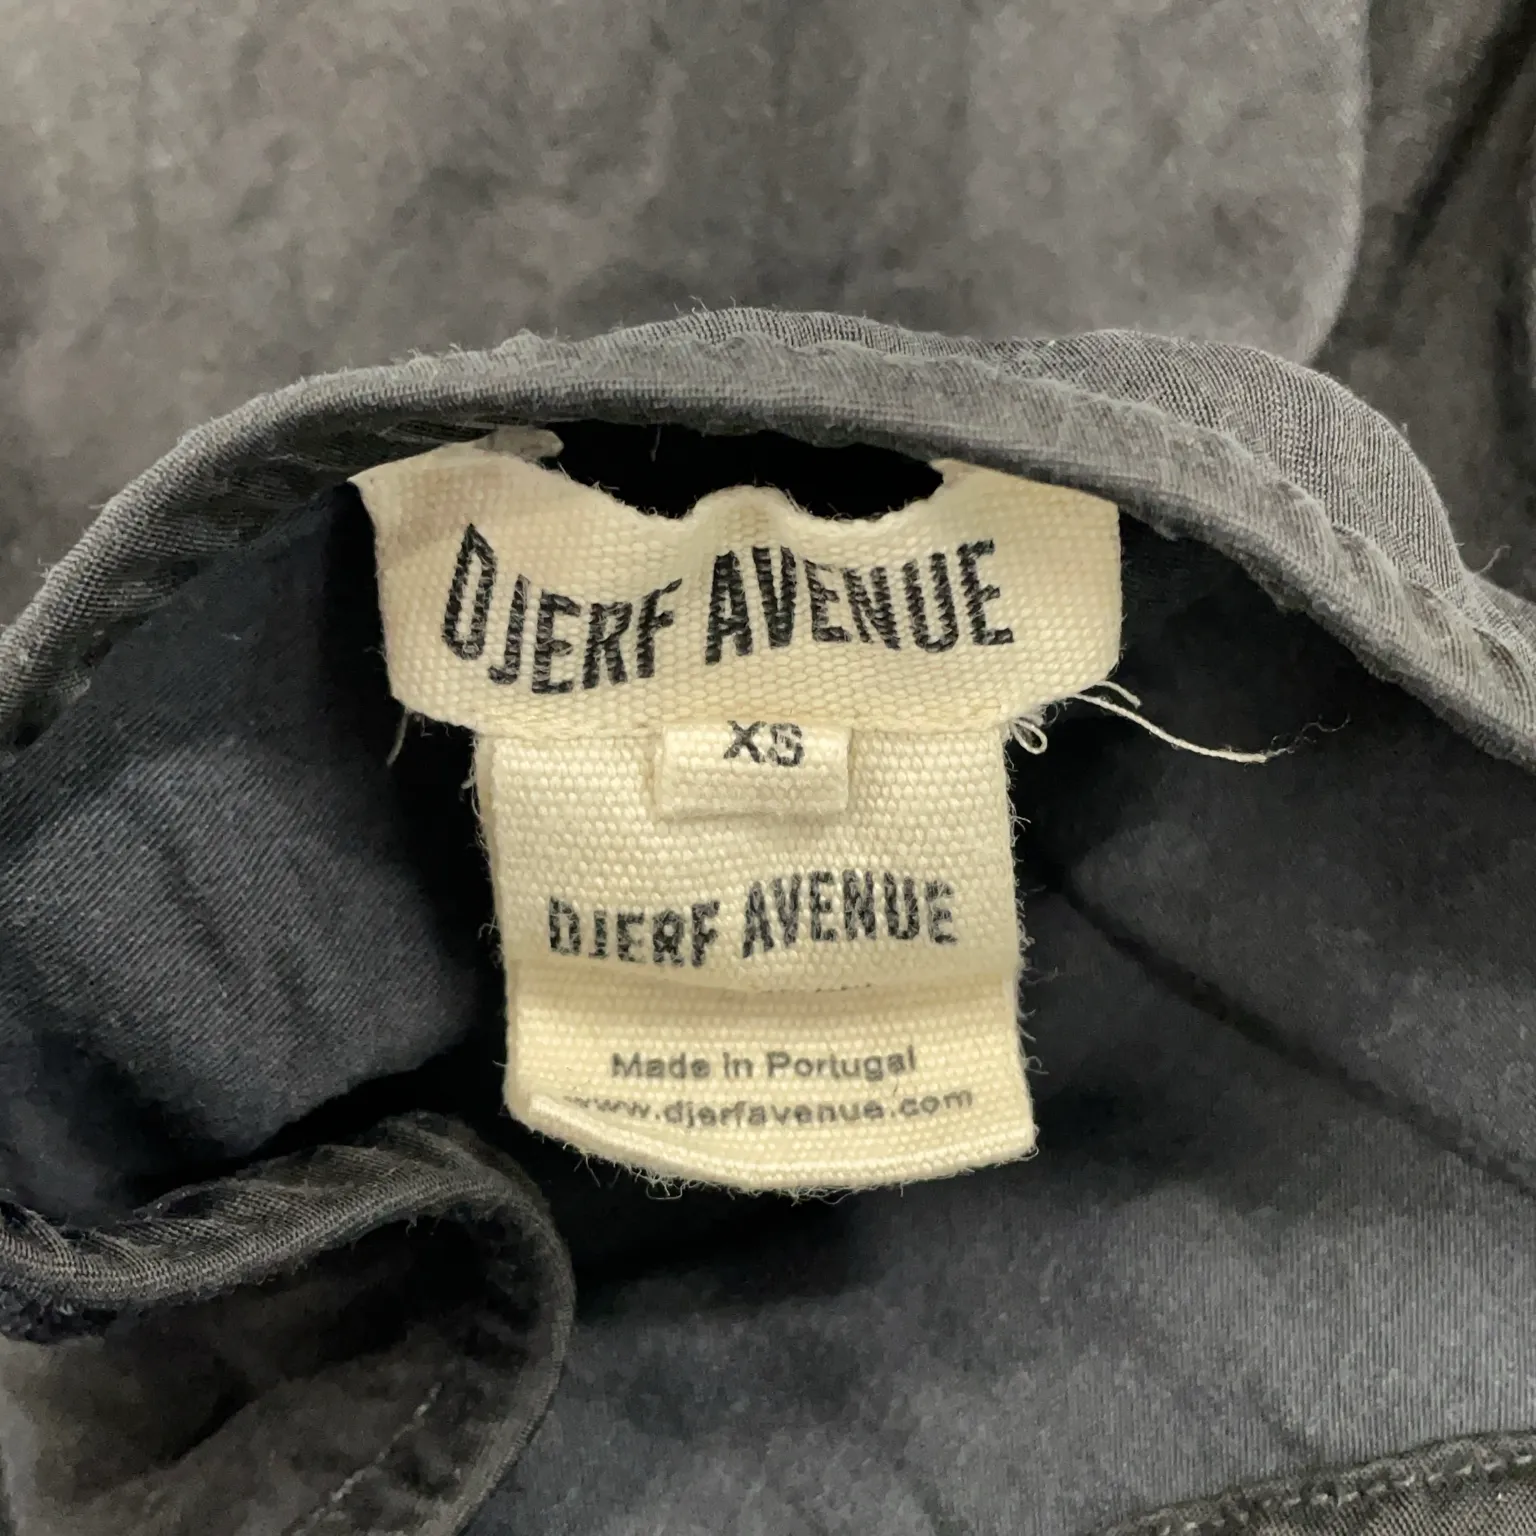 DJERF AVENUE
XS
DJERF AVENUE
Made in Portugal
www.djerfavenue.com